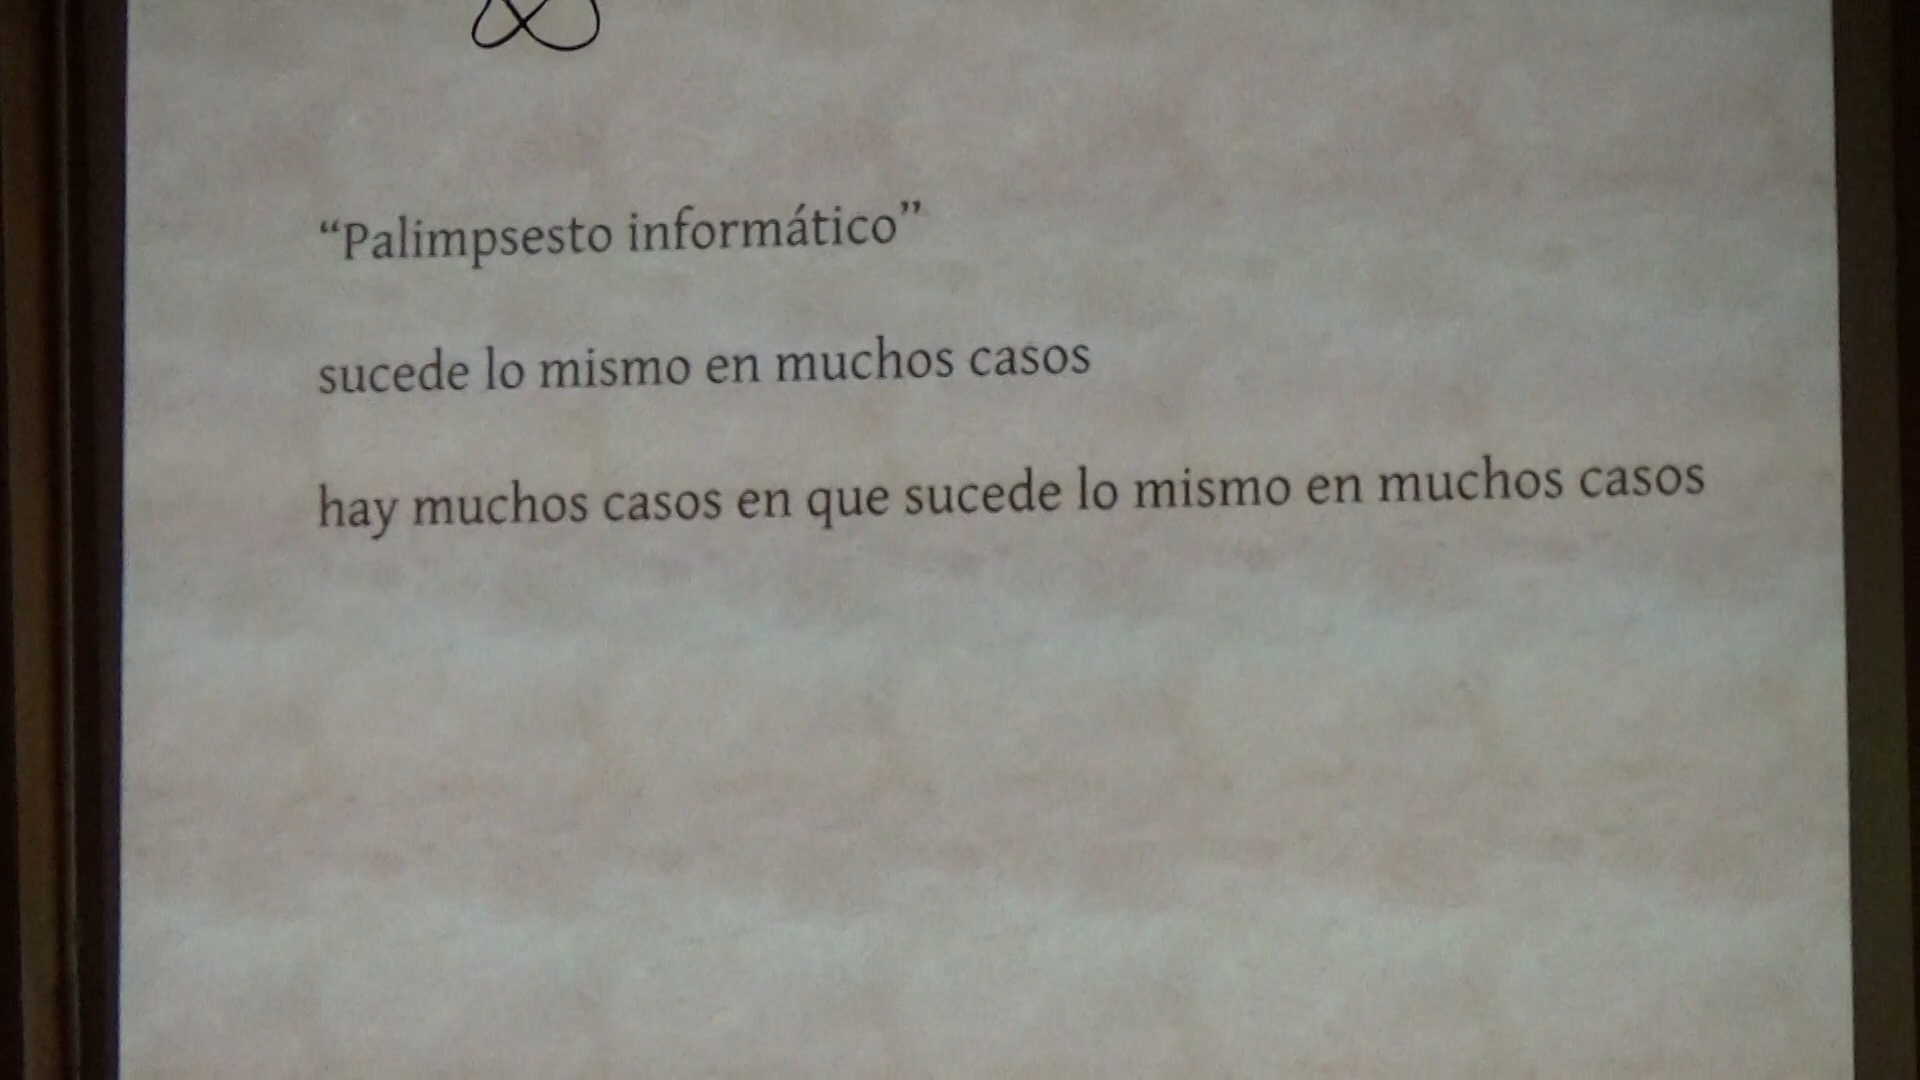 “Palimpsesto informático”
sucede lo mismo en muchos casos
hay muchos casos en que sucede lo mismo en muchos casos